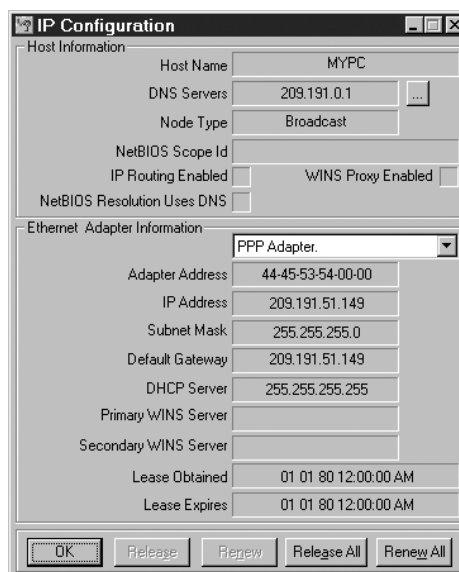 IP Configuration
Host Information
Host Name MYPC
DNS Servers 209.191.0.1 ...
Node Type Broadcast
NetBIOS Scope Id
IP Routing Enabled WINS Proxy Enabled
NetBIOS Resolution Uses DNS
Ethernet Adapter Information
PPP Adapter.
Adapter Address 44-45-53-54-00-00
IP Address 209.191.51.149
Subnet Mask 255.255.255.0
Default Gateway 209.191.51.149
DHCP Server 255.255.255.255
Primary WINS Server
Secondary WINS Server
Lease Obtained 01 01 80 12:00:00 AM
Lease Expires 01 01 80 12:00:00 AM
OK Release Renew Release All Renew All